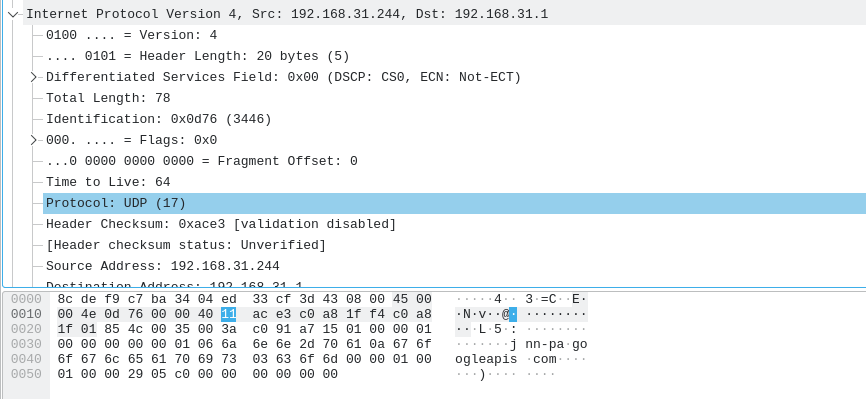 Internet Protocol Version 4, Src: 192.168.31.244, Dst: 192.168.31.1
0100 .... = Version: 4
.... 0101 = Header Length: 20 bytes (5)
Differentiated Services Field: 0x00 (DSCP: CS0, ECN: Not-ECT)
Total Length: 78
Identification: 0x0d76 (3446)
000. .... = Flags: 0x0
...0 0000 0000 0000 = Fragment Offset: 0
Time to Live: 64
Protocol: UDP (17)
Header Checksum: 0xace3 [validation disabled]
[Header checksum status: Unverified]
Source Address: 192.168.31.244
Destination Address: 192.168.31.1
0000 8c de f9 c7 ba 34 04 ed 33 cf 3d 43 08 00 45 00 ·····4·· 3·=C··E·
0010 00 4e 0d 76 00 00 40 11 ac e3 c0 a8 1f f4 c0 a8 ·N·v··@· ········
0020 1f 01 85 4c 00 35 00 3a c0 91 a7 15 01 00 00 01 ···L·5·: ········
0030 00 00 00 00 00 01 06 6a 6e 6e 2d 70 61 0a 67 6f ·······j nn-pa·go
0040 6f 67 6c 65 61 70 69 73 03 63 6f 6d 00 00 01 00 ogleapis ·com····
0050 01 00 00 29 05 c0 00 00 00 00 00 00 ···)···· ····